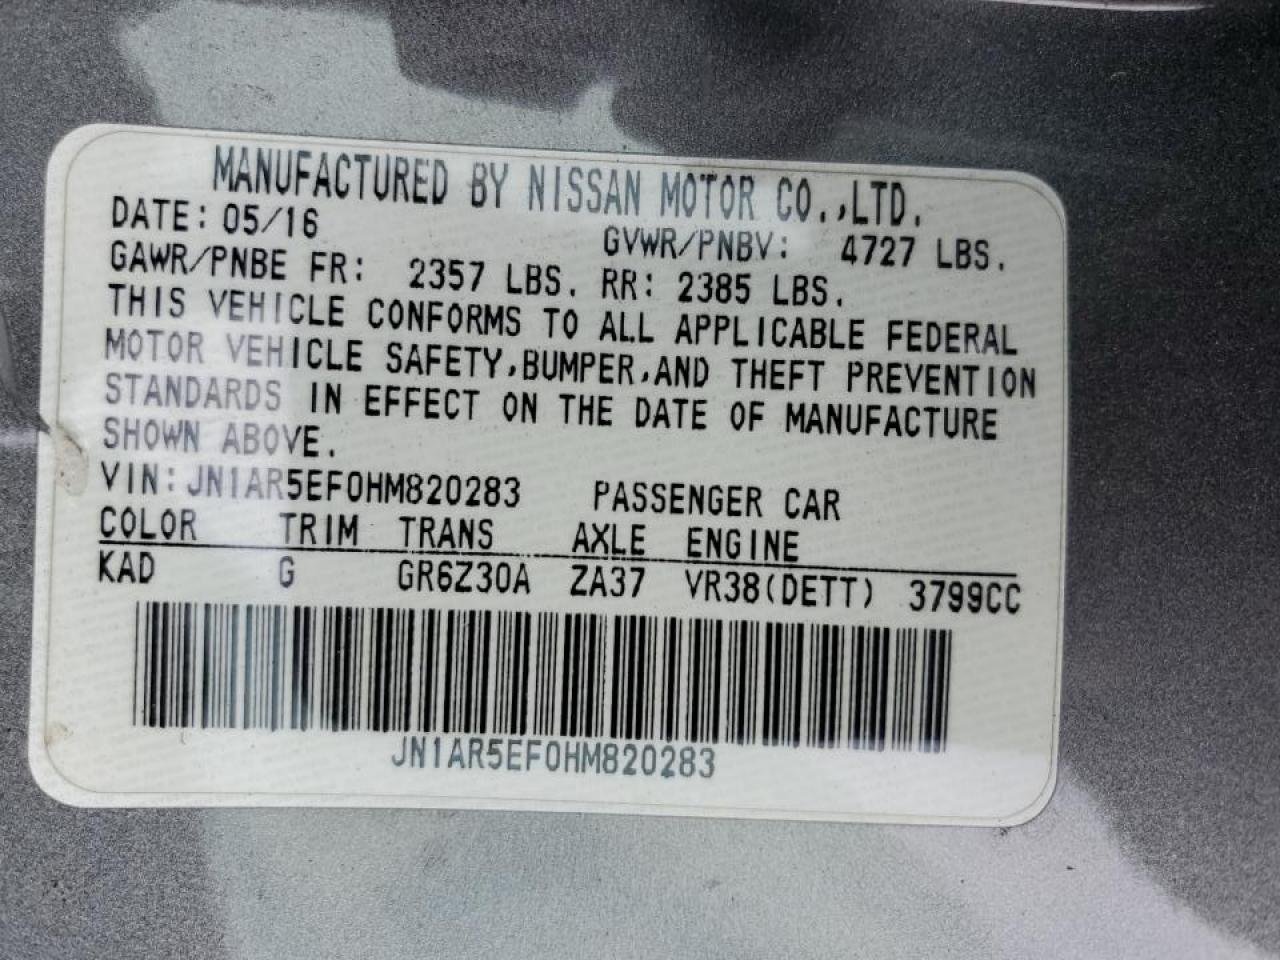 MANUFACTURED BY NISSAN MOTOR CO.,LTD.
DATE: 05/16 GVWR/PNBV: 4727 LBS.
GAWR/PNBE FR: 2357 LBS. RR: 2385 LBS.
THIS VEHICLE CONFORMS TO ALL APPLICABLE FEDERAL
MOTOR VEHICLE SAFETY,BUMPER,AND THEFT PREVENTION
STANDARDS IN EFFECT ON THE DATE OF MANUFACTURE
SHOWN ABOVE.
VIN:JN1AR5EF0HM820283 PASSENGER CAR
COLOR TRIM TRANS AXLE ENGINE
KAD G GR6Z30A ZA37 VR38(DETT) 3799CC
JN1AR5EF0HM820283